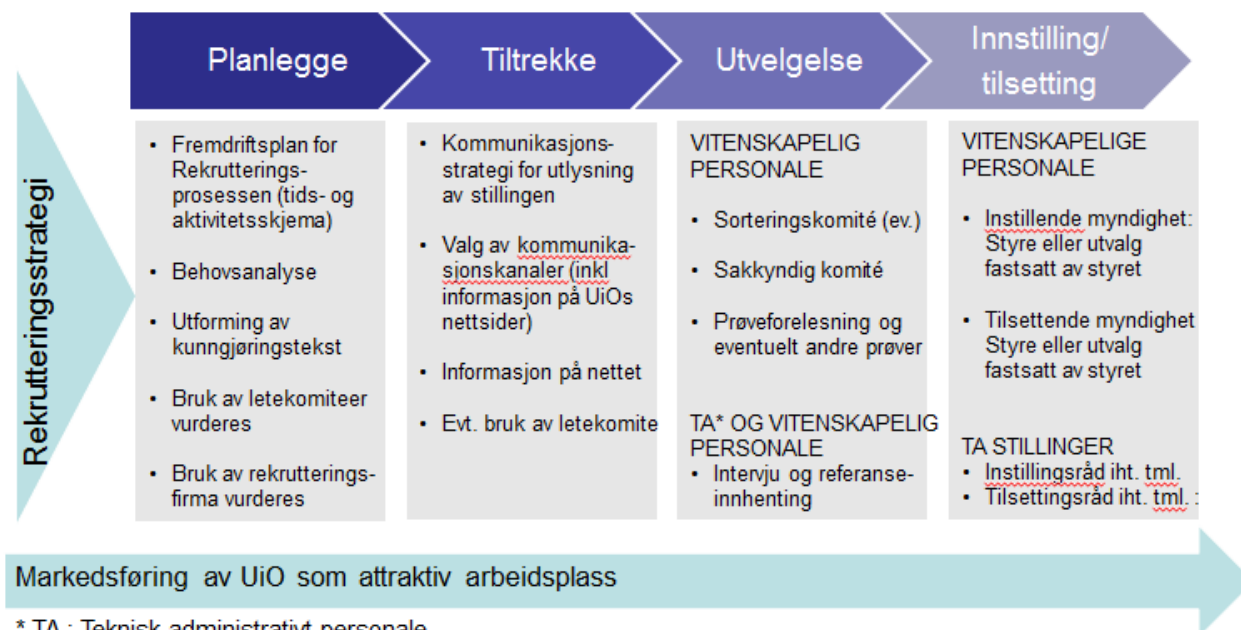 Planlegge
Tiltrekke
Utvelgelse
Innstilling/
tilsetting
Rekrutteringsstrategi
• Fremdriftsplan for
Rekrutterings-
prosessen (tids- og
aktivitetsskjema)
• Behovsanalyse
• Utforming av
kunngjøringstekst
• Bruk av letekomiteer
vurderes
• Bruk av rekrutterings-
firma vurderes
• Kommunikasjons-
strategi for utlysning
av stillingen
• Valg av kommunika-
sjonskanaler (inkl
informasjon på UiOs
nettsider)
• Informasjon på nettet
• Evt. bruk av letekomite
VITENSKAPELIG
PERSONALE
• Sorteringskomité (ev.)
• Sakkyndig komité
• Prøveforelesning og
eventuelt andre prøver
TA* OG VITENSKAPELIG
PERSONALE
• Intervju og referanse-
innhenting
VITENSKAPELIGE
PERSONALE
• Instillende myndighet:
Styre eller utvalg
fastsatt av styret
• Tilsettende myndighet
Styre eller utvalg
fastsatt av styret
TA STILLINGER
• Instillingsråd iht. tml.
• Tilsettingsråd iht. tml. :
Markedsføring av UiO som attraktiv arbeidsplass
* TA : Teknisk administrativt personale